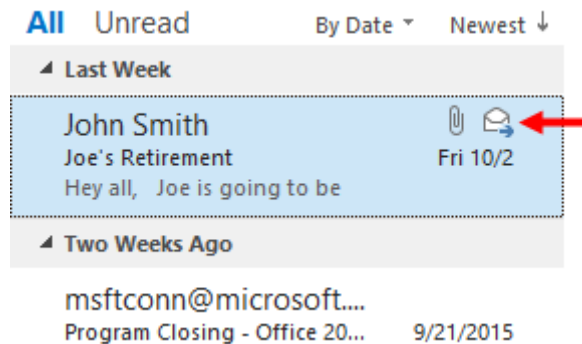 All Unread By Date Newest
Last Week
John Smith
Joe's Retirement Fri 10/2
Hey all, Joe is going to be
Two Weeks Ago
msftconn@microsoft....
Program Closing - Office 20... 9/21/2015